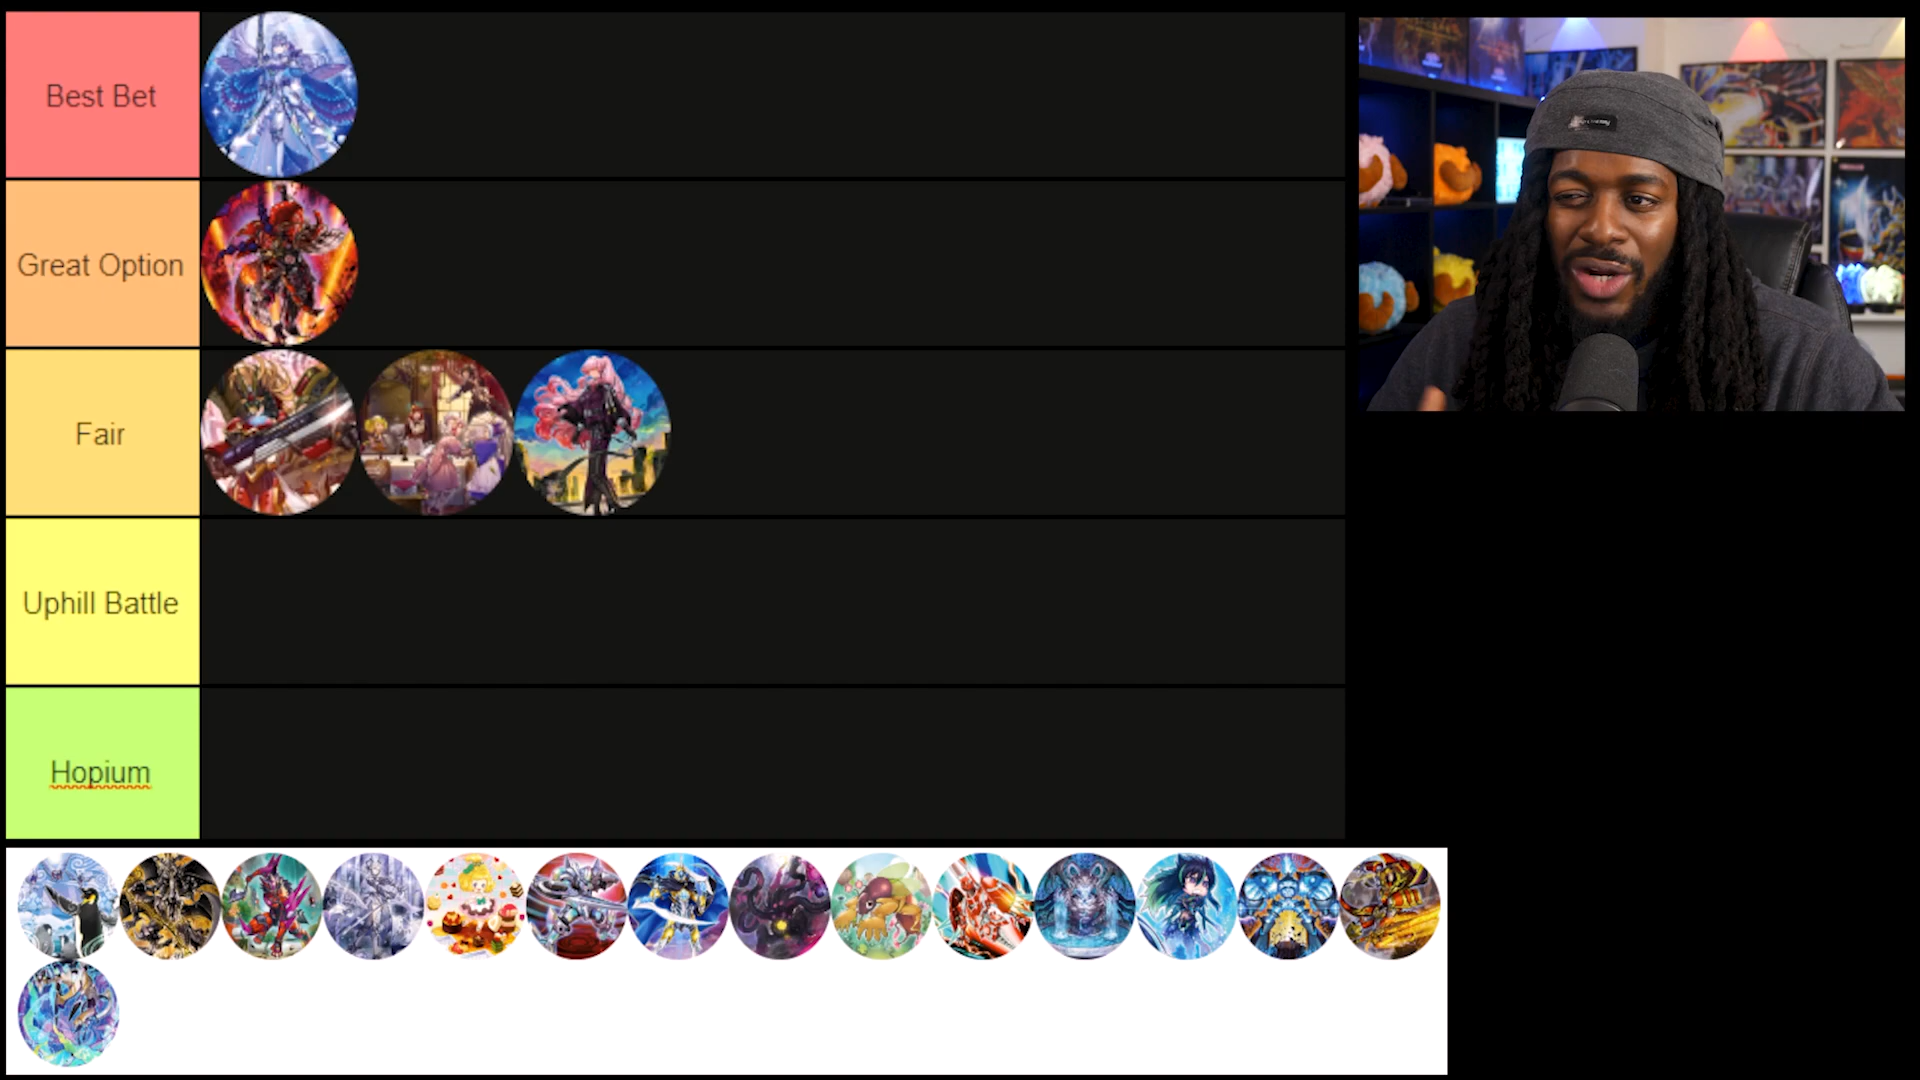 Best Bet
Great Option
Fair
Uphill Battle
Hopium